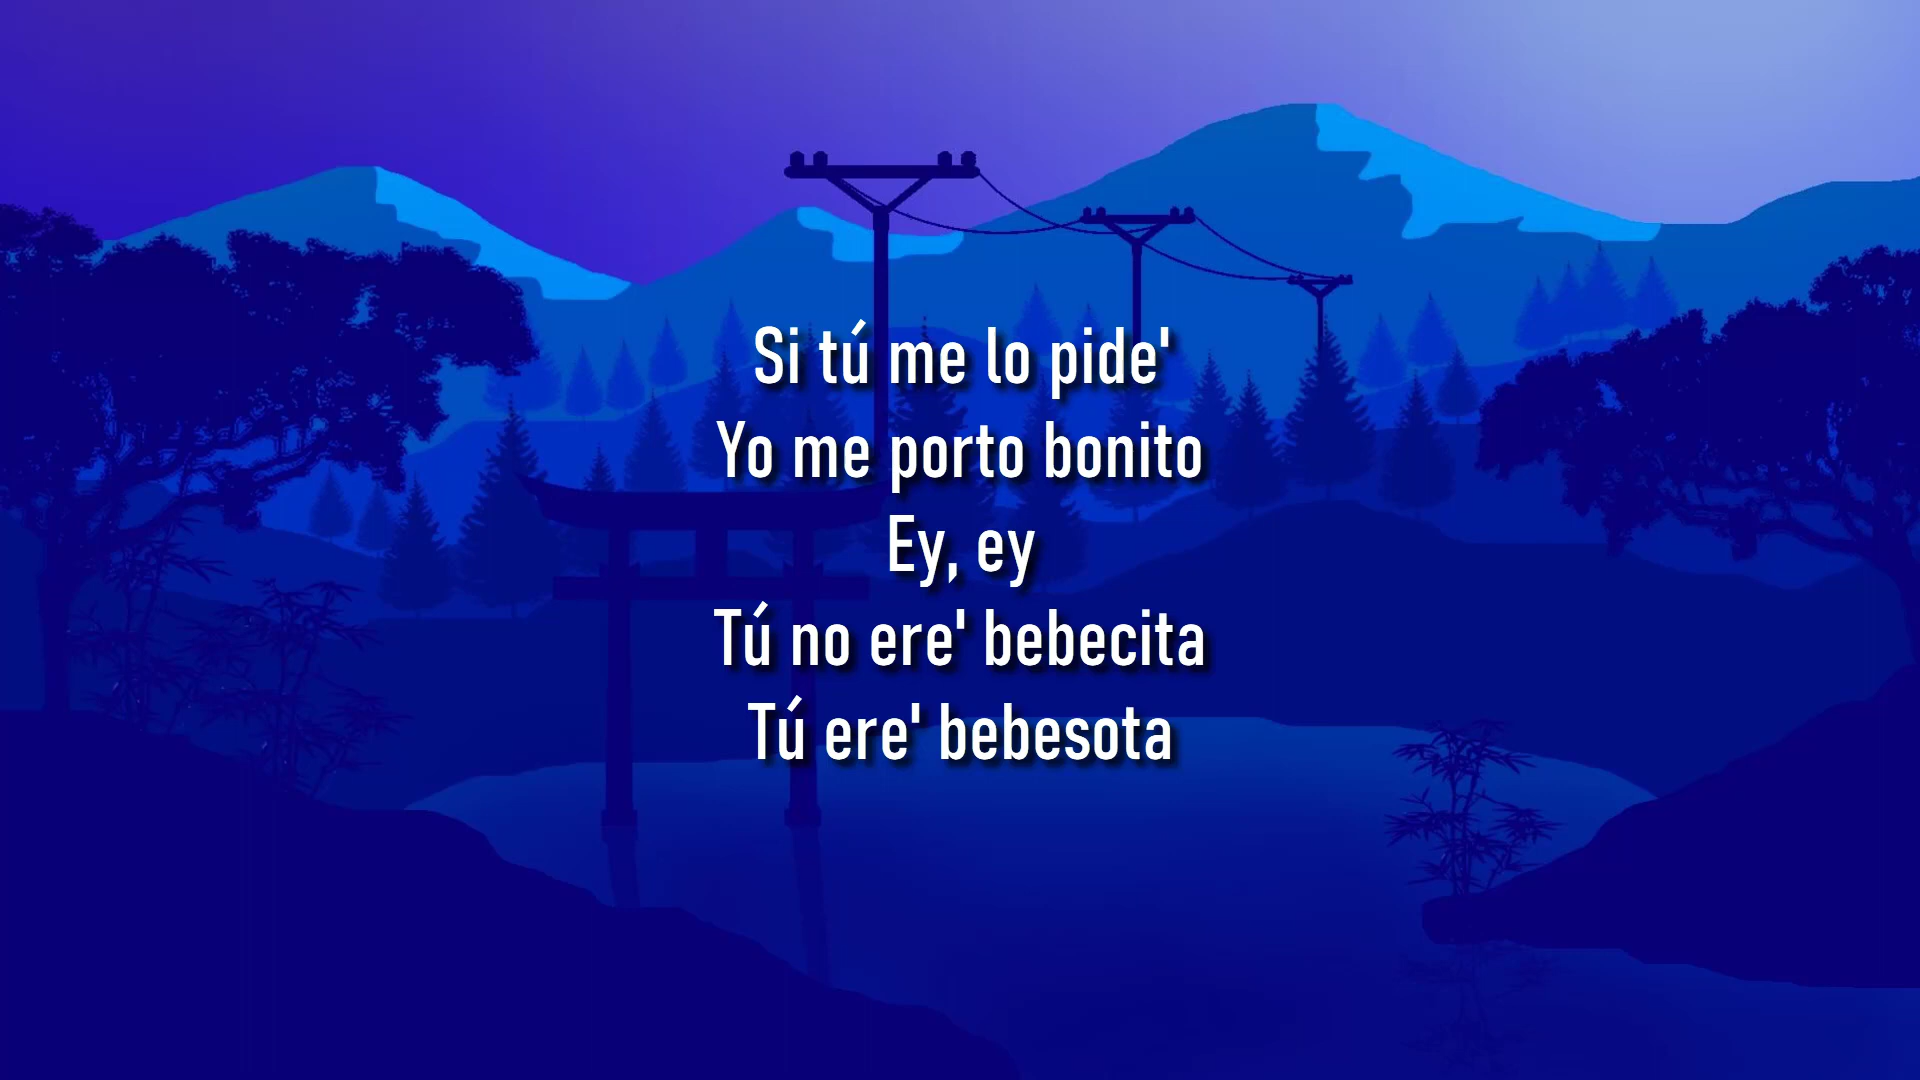 Si tú me lo pide'
Yo me porto bonito
Ey, ey
Tú no ere' bebecita
Tú ere' bebesota